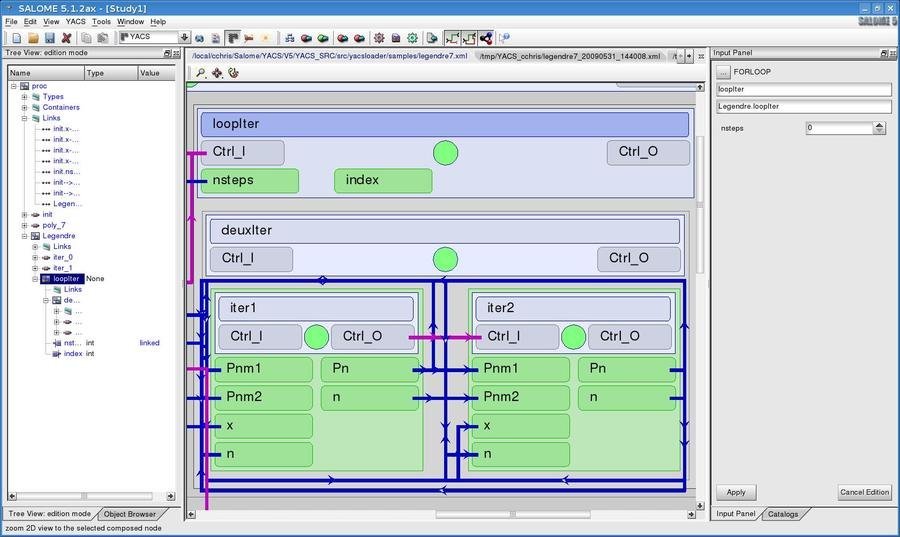 SALOME 5.1.2ax - [Study1]
File Edit View YACS Tools Window Help
YACS
SALOME 5
Tree View: edition mode
Name Type Value
proc
Types
Containers
Links
init.x-...
init.x-...
init.x-...
init.x-...
init.ns...
init-->...
init-->...
Legen...
init
poly_7
Legendre
Links
iter_0
iter_1
loopIter None
Links
de...
...
...
...
nst... int linked
index int
Tree View: edition mode Object Browser
zoom 2D view to the selected composed node
/local/cchris/Salome/YACS/V5/YACS_SRC/src/yacsloader/samples/legendre7.xml /tmp/YACS_cchris/legendre7_20090531_144008.xml
loopIter
Ctrl_I Ctrl_O
nsteps index
deuxIter
Ctrl_I Ctrl_O
iter1 iter2
Ctrl_I Ctrl_O Ctrl_I Ctrl_O
Pnm1 Pn Pnm1 Pn
Pnm2 n Pnm2 n
x x
n n
Input Panel
... FORLOOP
loopIter
Legendre.loopIter
nsteps 0
Apply Cancel Edition
Input Panel Catalogs